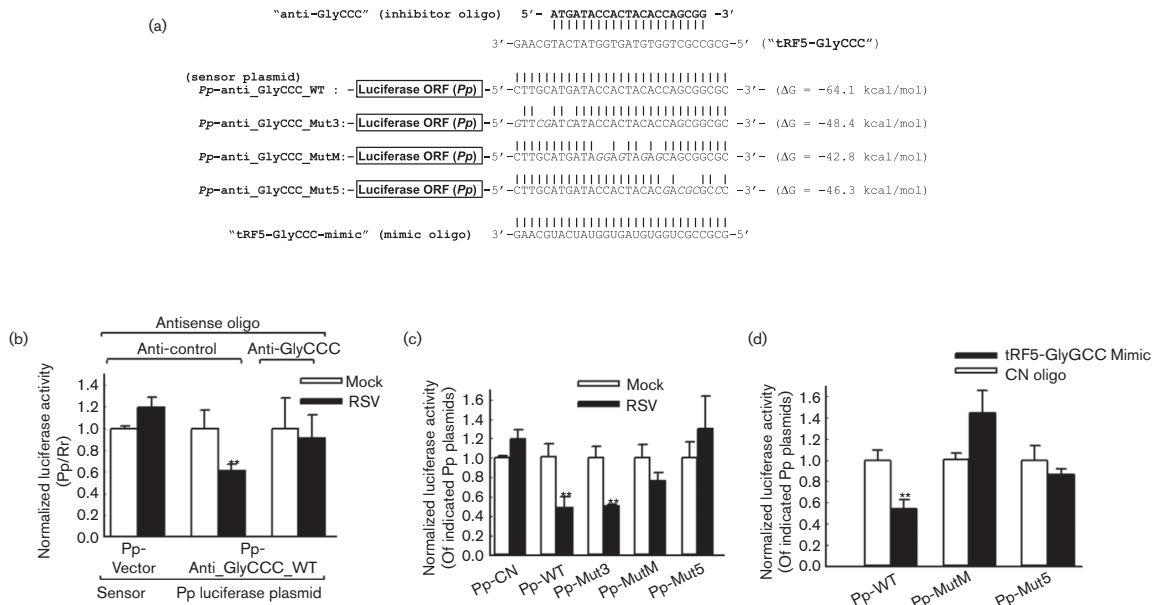 (a)
"anti-GlyCCC" (inhibitor oligo) 5'- ATGATACCACTACACCAGCGG -3'
3'-GAACGTACTATGGTGATGTGGTCGCCGCG-5' ("tRF5-GlyCCC")
(sensor plasmid)
Pp-anti_GlyCCC_WT : - Luciferase ORF (Pp) -5'- CTTGCATGATACCACTACACCAGCGGCGC -3'- (ΔG = -64.1 kcal/mol)
Pp-anti_GlyCCC_Mut3:- Luciferase ORF (Pp) -5'- GTTCGATCATACCACTACACCAGCGGCGC -3'- (ΔG = -48.4 kcal/mol)
Pp-anti_GlyCCC_MutM:- Luciferase ORF (Pp) -5'- CTTGCATGATAGGAGTAGAGCAGCGGCGC -3'- (ΔG = -42.8 kcal/mol)
Pp-anti_GlyCCC_Mut5:- Luciferase ORF (Pp) -5'- CTTGCATGATACCACTACACGACGCGCCC -3'- (ΔG = -46.3 kcal/mol)
"tRF5-GlyCCC-mimic" (mimic oligo) 3'-GAACGUACUAUGGUGAUGUGGUCGCCGCG-5'
(b)
Antisense oligo
Anti-control Anti-GlyCCC
Mock
RSV
Normalized luciferase activity
(Pp/Rr)
1.4
1.2
1.0
0.8
0.6
0.4
0.2
0.0
**
Pp-
Vector
Pp-
Anti_GlyCCC_WT
Sensor Pp luciferase plasmid
(c)
Mock
RSV
Normalized luciferase activity
(Of indicated Pp plasmids)
1.6
1.4
1.2
1.0
0.8
0.6
0.4
0.2
0.0
**
**
Pp-CN
Pp-WT
Pp-Mut3
Pp-MutM
Pp-Mut5
(d)
tRF5-GlyGCC Mimic
CN oligo
Normalized luciferase activity
(Of indicated Pp plasmids)
1.6
1.4
1.2
1.0
0.8
0.6
0.4
0.2
0.0
**
Pp-WT
Pp-MutM
Pp-Mut5